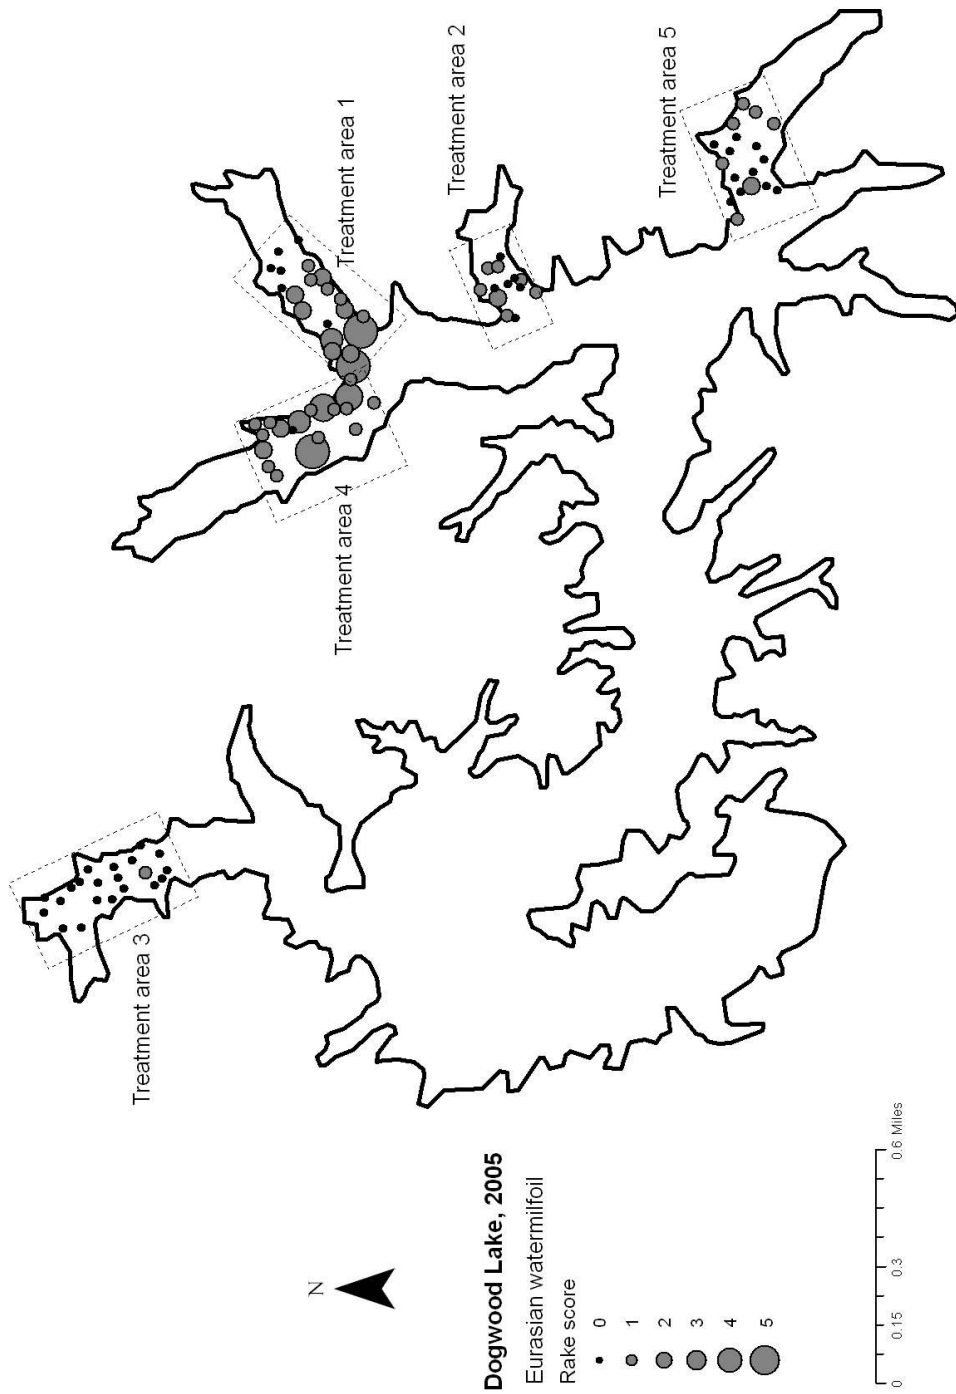 Treatment area 1
Treatment area 2
Treatment area 5
Treatment area 4
Treatment area 3
N
Dogwood Lake, 2005
Eurasian watermilfoil
Rake score
0
1
2
3
4
5
0 0.15 0.3 0.6 Miles